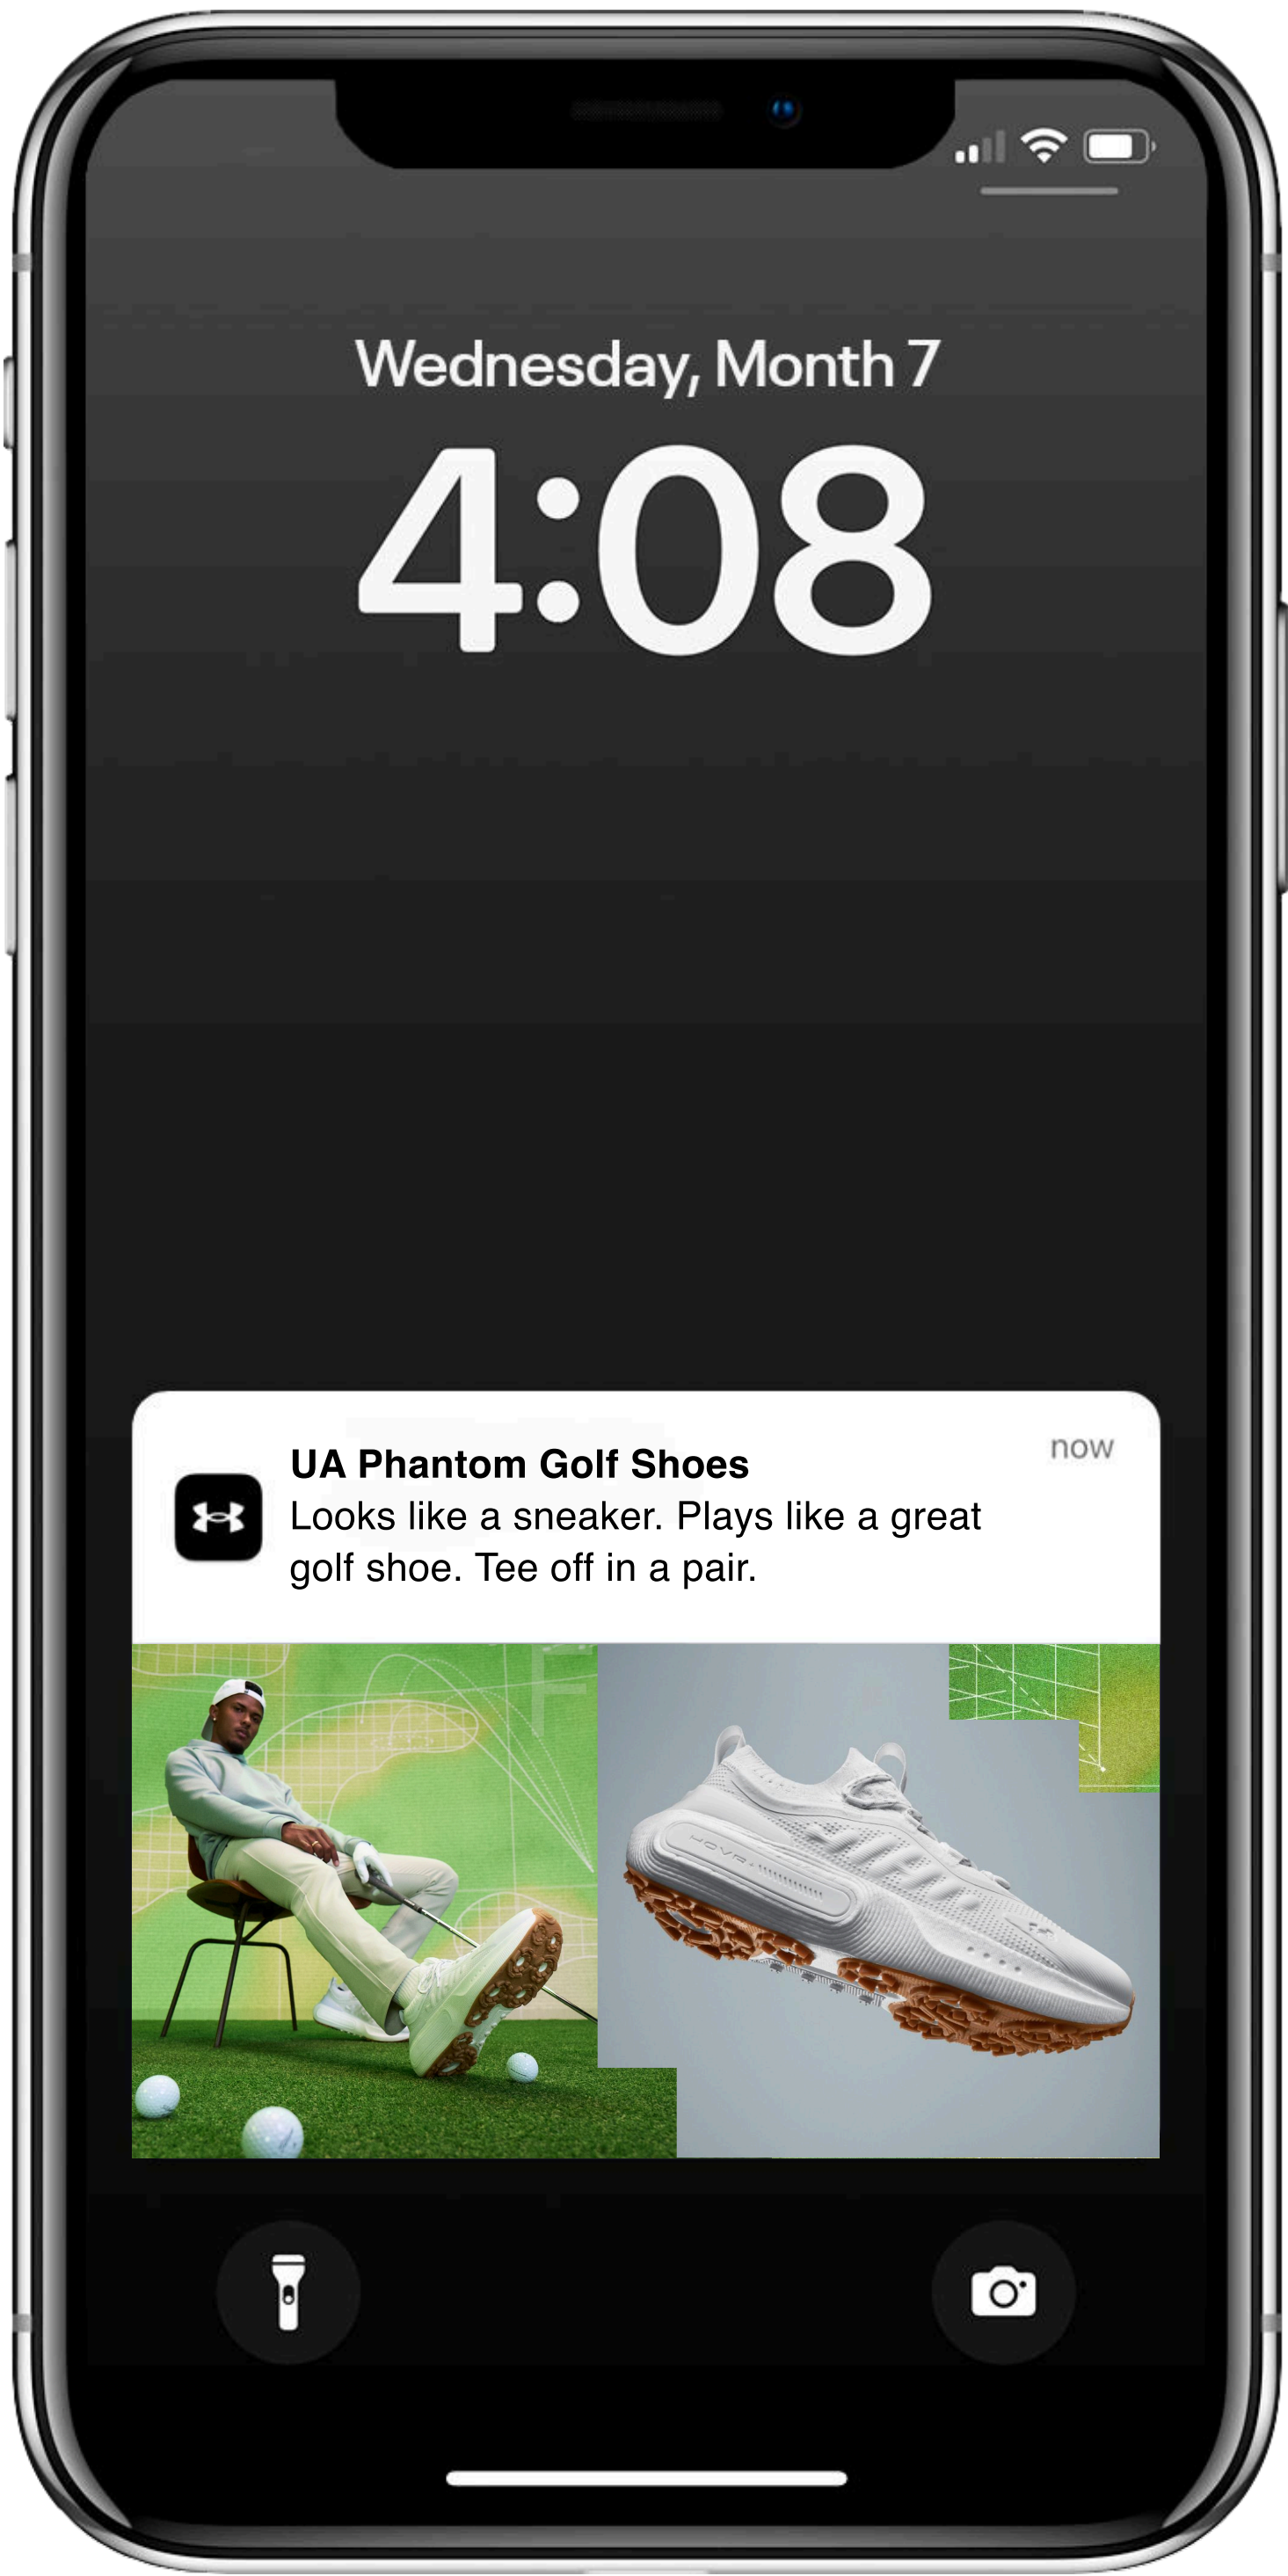 Wednesday, Month 7
4:08
UA Phantom Golf Shoes
now
Looks like a sneaker. Plays like a great
golf shoe. Tee off in a pair.
HOVR